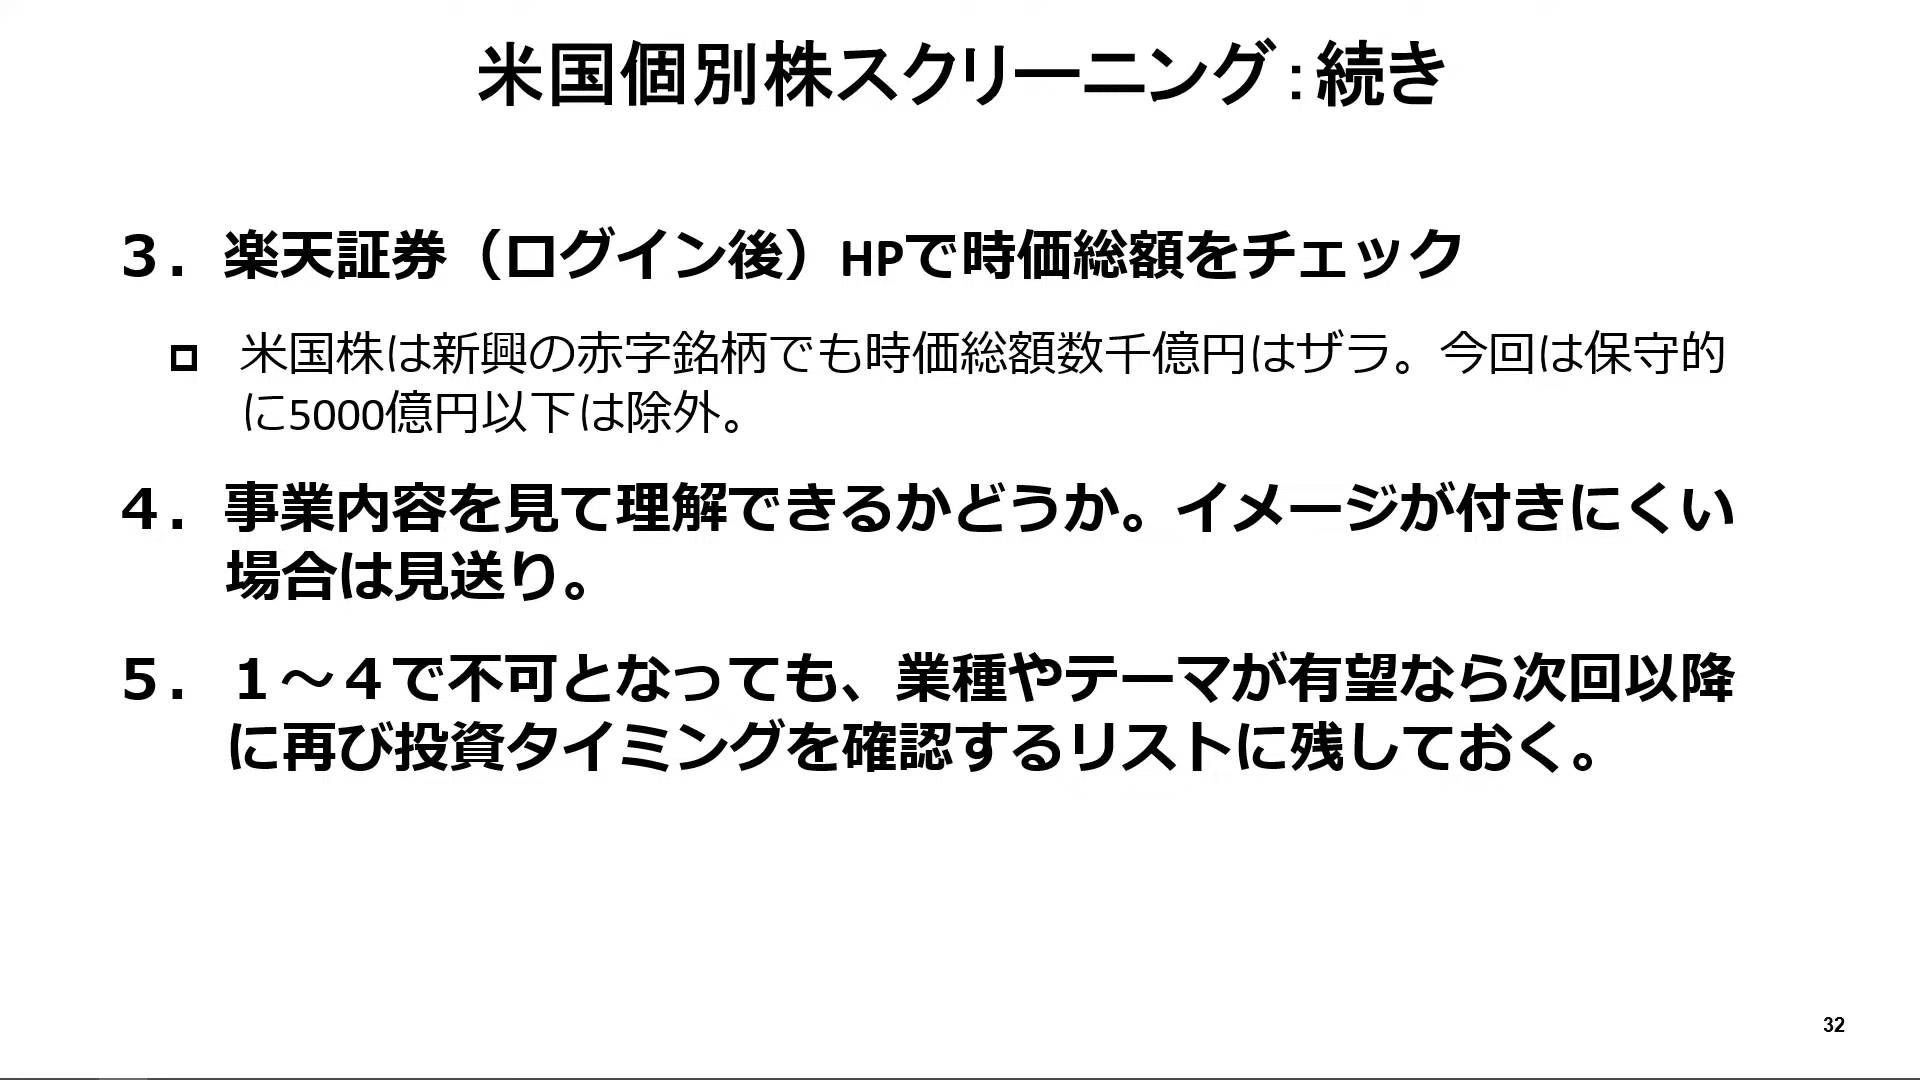 米国個別株スクリーニング：続き
３．楽天証券（ログイン後）HPで時価総額をチェック
米国株は新興の赤字銘柄でも時価総額数千億円はザラ。今回は保守的
に5000億円以下は除外。
４．事業内容を見て理解できるかどうか。イメージが付きにくい
場合は見送り。
５．１～４で不可となっても、業種やテーマが有望なら次回以降
に再び投資タイミングを確認するリストに残しておく。
32